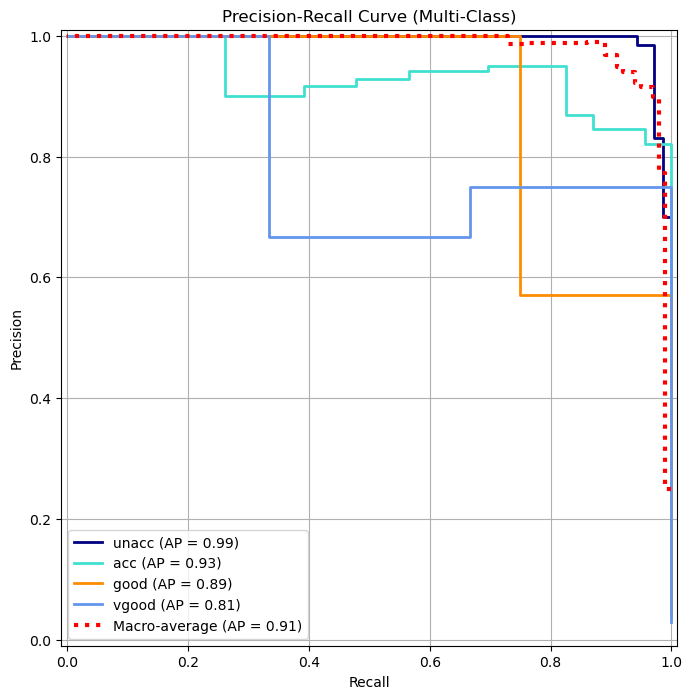 Precision-Recall Curve (Multi-Class)
1.0
0.8
0.6
0.4
0.2
0.0
Precision
unacc (AP = 0.99)
acc (AP = 0.93)
good (AP = 0.89)
vgood (AP = 0.81)
Macro-average (AP = 0.91)
0.0 0.2 0.4 0.6 0.8 1.0
Recall